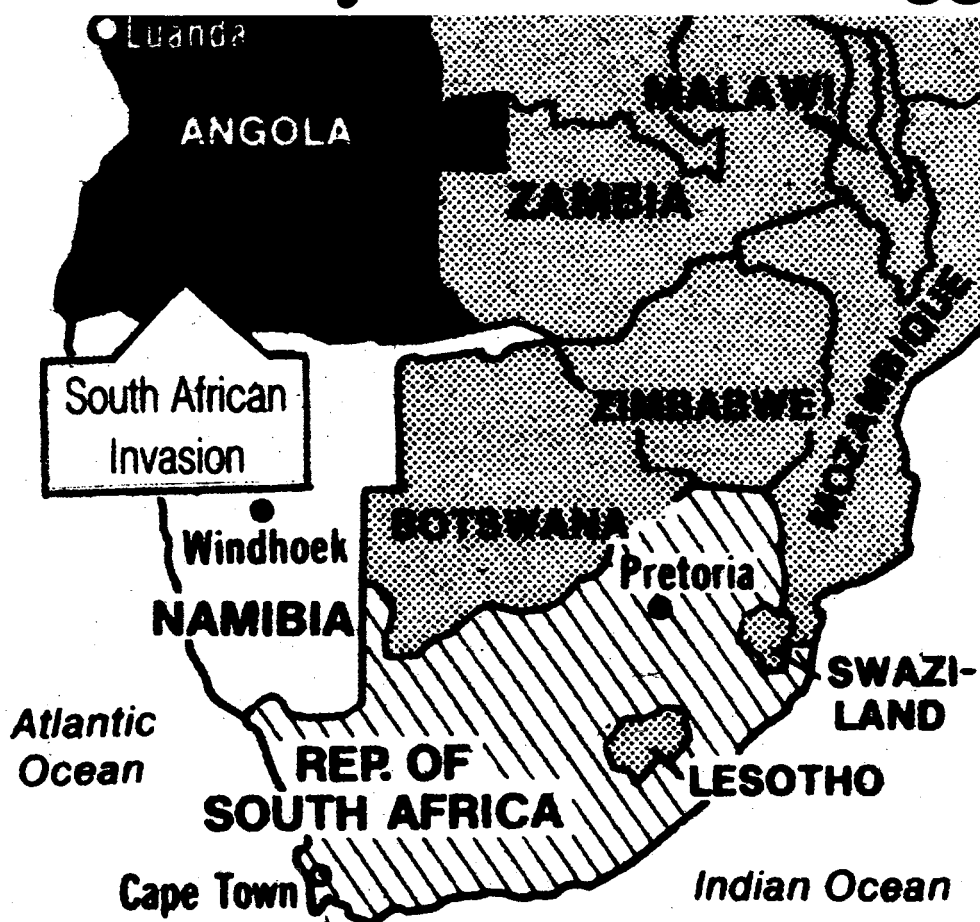 Luanda
ANGOLA
MALAWI
ZAMBIA
MOZAMBIQUE
South African
Invasion
ZIMBABWE
BOTSWANA
Windhoek
NAMIBIA
Pretoria
SWAZI-
LAND
Atlantic
Ocean
REP. OF
SOUTH AFRICA
LESOTHO
Cape Town
Indian Ocean